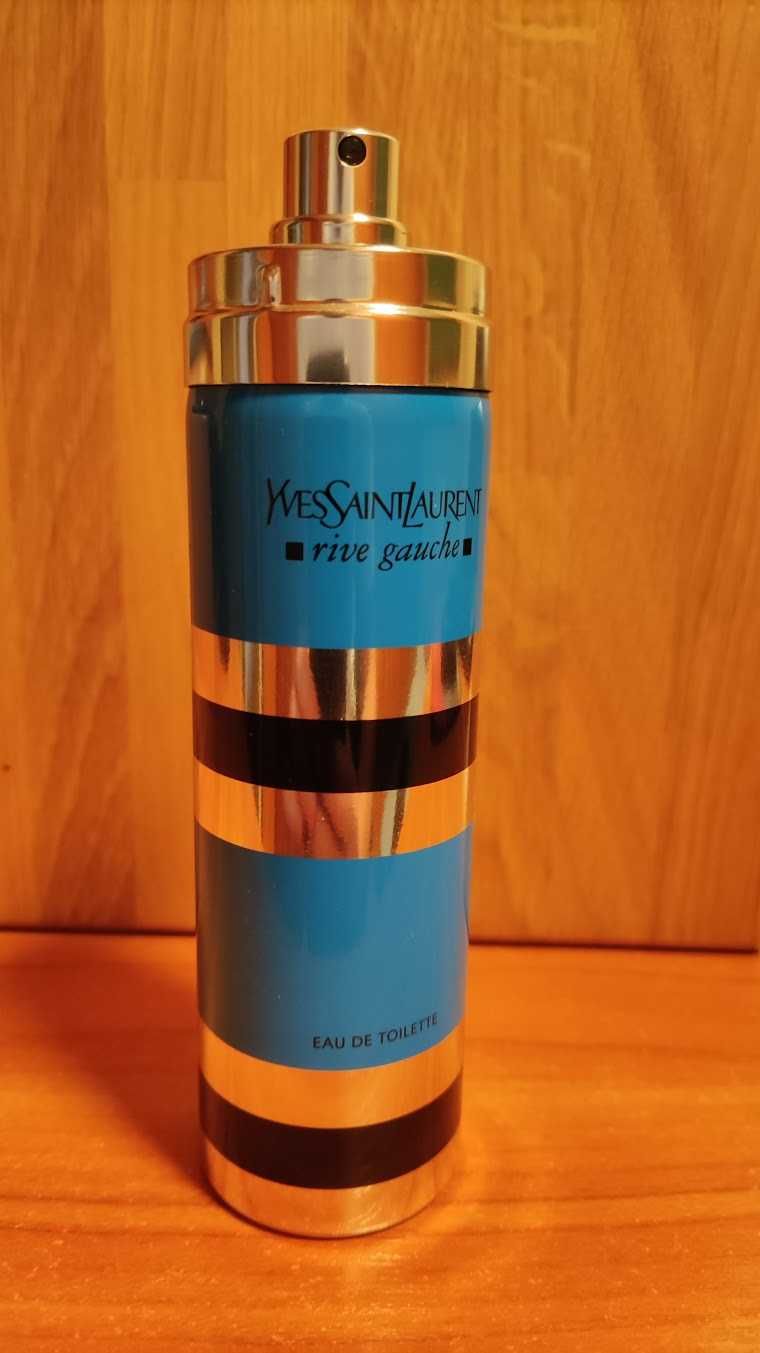 YVESSAINTLAURENT
rive gauche
EAU DE TOILETTE